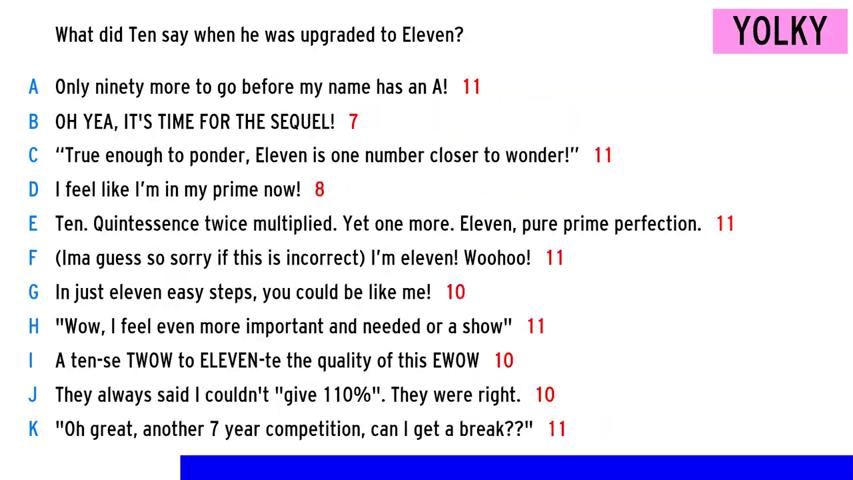 What did Ten say when he was upgraded to Eleven?
YOLKY
A Only ninety more to go before my name has an A! 11
B OH YEA, IT'S TIME FOR THE SEQUEL! 7
C “True enough to ponder, Eleven is one number closer to wonder!” 11
D I feel like I’m in my prime now! 8
E Ten. Quintessence twice multiplied. Yet one more. Eleven, pure prime perfection. 11
F (Ima guess so sorry if this is incorrect) I’m eleven! Woohoo! 11
G In just eleven easy steps, you could be like me! 10
H "Wow, I feel even more important and needed or a show" 11
I A ten-se TWOW to ELEVEN-te the quality of this EWOW 10
J They always said I couldn't "give 110%". They were right. 10
K "Oh great, another 7 year competition, can I get a break??" 11